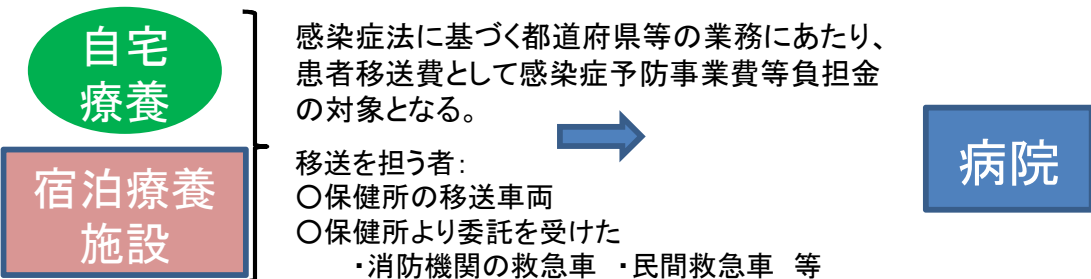 自宅
療養
宿泊療養
施設
感染症法に基づく都道府県等の業務にあたり、
患者移送費として感染症予防事業費等負担金
の対象となる。
移送を担う者:
〇保健所の移送車両
〇保健所より委託を受けた
・消防機関の救急車 ・民間救急車 等
病院